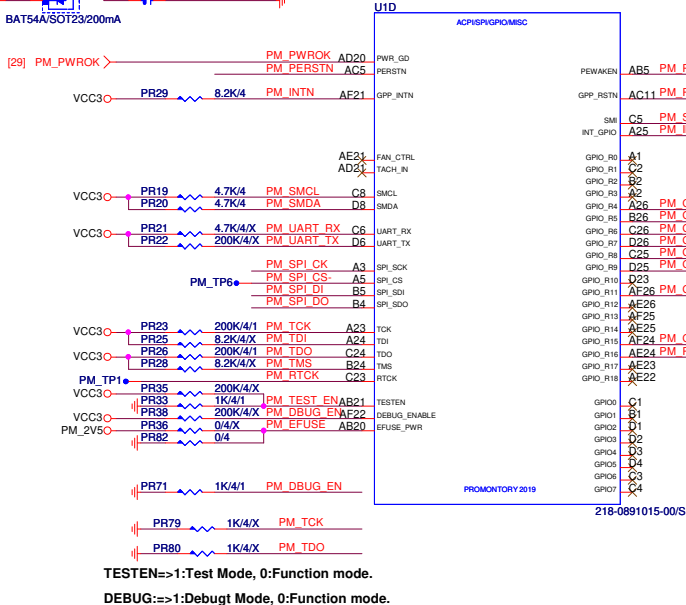 U1D
BAT54A/SOT23/200mA
ACPI/SPI/GPIO/MISC
[29] PM_PWROK PM_PWROK AD20 PWR_GD
PM_PERSTN AC5 PERSTN PEWAKEN AB5
VCC3 PR29 8.2K/4 PM_INTN AF21 GPP_INTN GPP_RSTN AC11
SMI C5
INT_GPIO A25
AE21 FAN_CTRL GPIO_R0 A1
AD21 TACH_IN GPIO_R1 C2
GPIO_R2 B2
VCC3 PR19 4.7K/4 PM_SMCL C8 SMCL GPIO_R3 A2
PR20 4.7K/4 PM_SMDA D8 SMDA GPIO_R4 A26
GPIO_R5 B26
VCC3 PR21 4.7K/4/X PM_UART_RX C6 UART_RX GPIO_R6 C26
PR22 200K/4/X PM_UART_TX D6 UART_TX GPIO_R7 D26
GPIO_R8 C25
PM_SPI_CK A3 SPI_SCK GPIO_R9 D25
PM_TP6 PM_SPI_CS- A5 SPI_CS GPIO_R10 D23
PM_SPI_DI B5 SPI_SDI GPIO_R11 AF26
PM_SPI_DO B4 SPI_SDO GPIO_R12 AE26
GPIO_R13 AF25
VCC3 PR23 200K/4/1 PM_TCK A23 TCK GPIO_R14 AE25
PR25 8.2K/4/X PM_TDI A24 TDI GPIO_R15 AF24
VCC3 PR26 200K/4/1 PM_TDO C24 TDO GPIO_R16 AE24
PR28 8.2K/4/X PM_TMS B24 TMS GPIO_R17 AE23
PM_TP1 PM_RTCK C23 RTCK GPIO_R18 AE22
VCC3 PR35 200K/4/X
PR33 1K/4/1 PM_TEST_EN AB21 TESTEN GPIO0 C1
VCC3 PR38 200K/4/X PM_DBUG_EN AF22 DEBUG_ENABLE GPIO1 B1
PM_2V5 PR36 0/4/X PM_EFUSE AB20 EFUSE_PWR GPIO2 D1
PR82 0/4 GPIO3 D2
GPIO4 D3
GPIO5 D4
GPIO6 C3
PR71 1K/4/1 PM_DBUG_EN PROMONTORY 2019 GPIO7 C4
218-0891015-00/S
PR79 1K/4/X PM_TCK
PR80 1K/4/X PM_TDO
TESTEN=>1:Test Mode, 0:Function mode.
DEBUG:=>1:Debugt Mode, 0:Function mode.